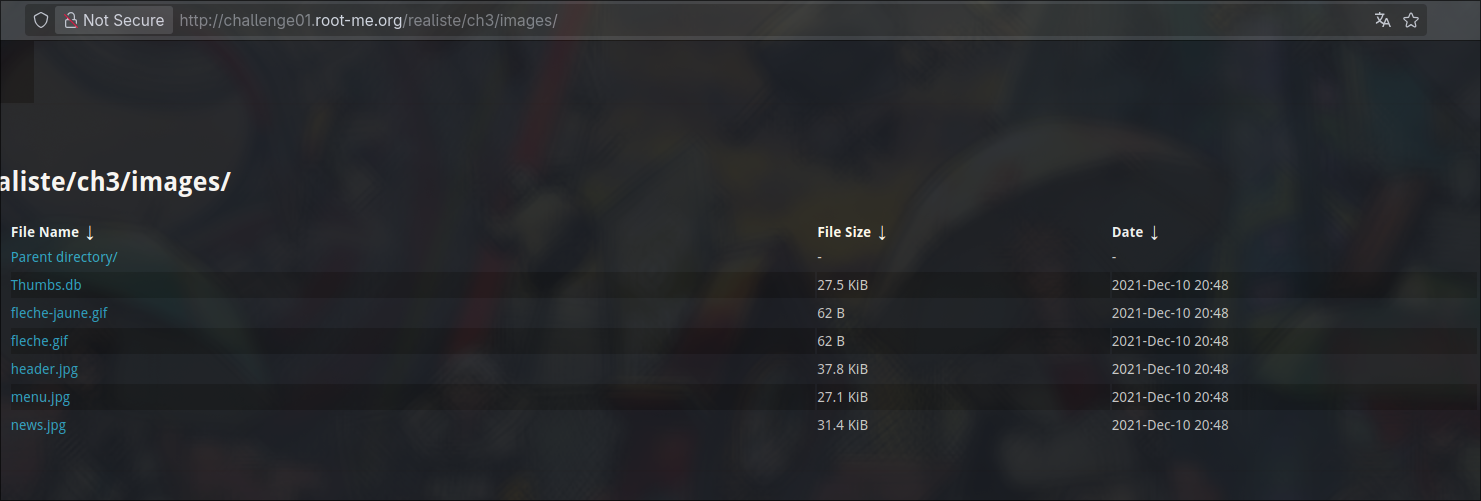 Not Secure http://challenge01.root-me.org/realiste/ch3/images/
aliste/ch3/images/
File Name ↓ File Size ↓ Date ↓
Parent directory/ - -
Thumbs.db 27.5 KiB 2021-Dec-10 20:48
fleche-jaune.gif 62 B 2021-Dec-10 20:48
fleche.gif 62 B 2021-Dec-10 20:48
header.jpg 37.8 KiB 2021-Dec-10 20:48
menu.jpg 27.1 KiB 2021-Dec-10 20:48
news.jpg 31.4 KiB 2021-Dec-10 20:48